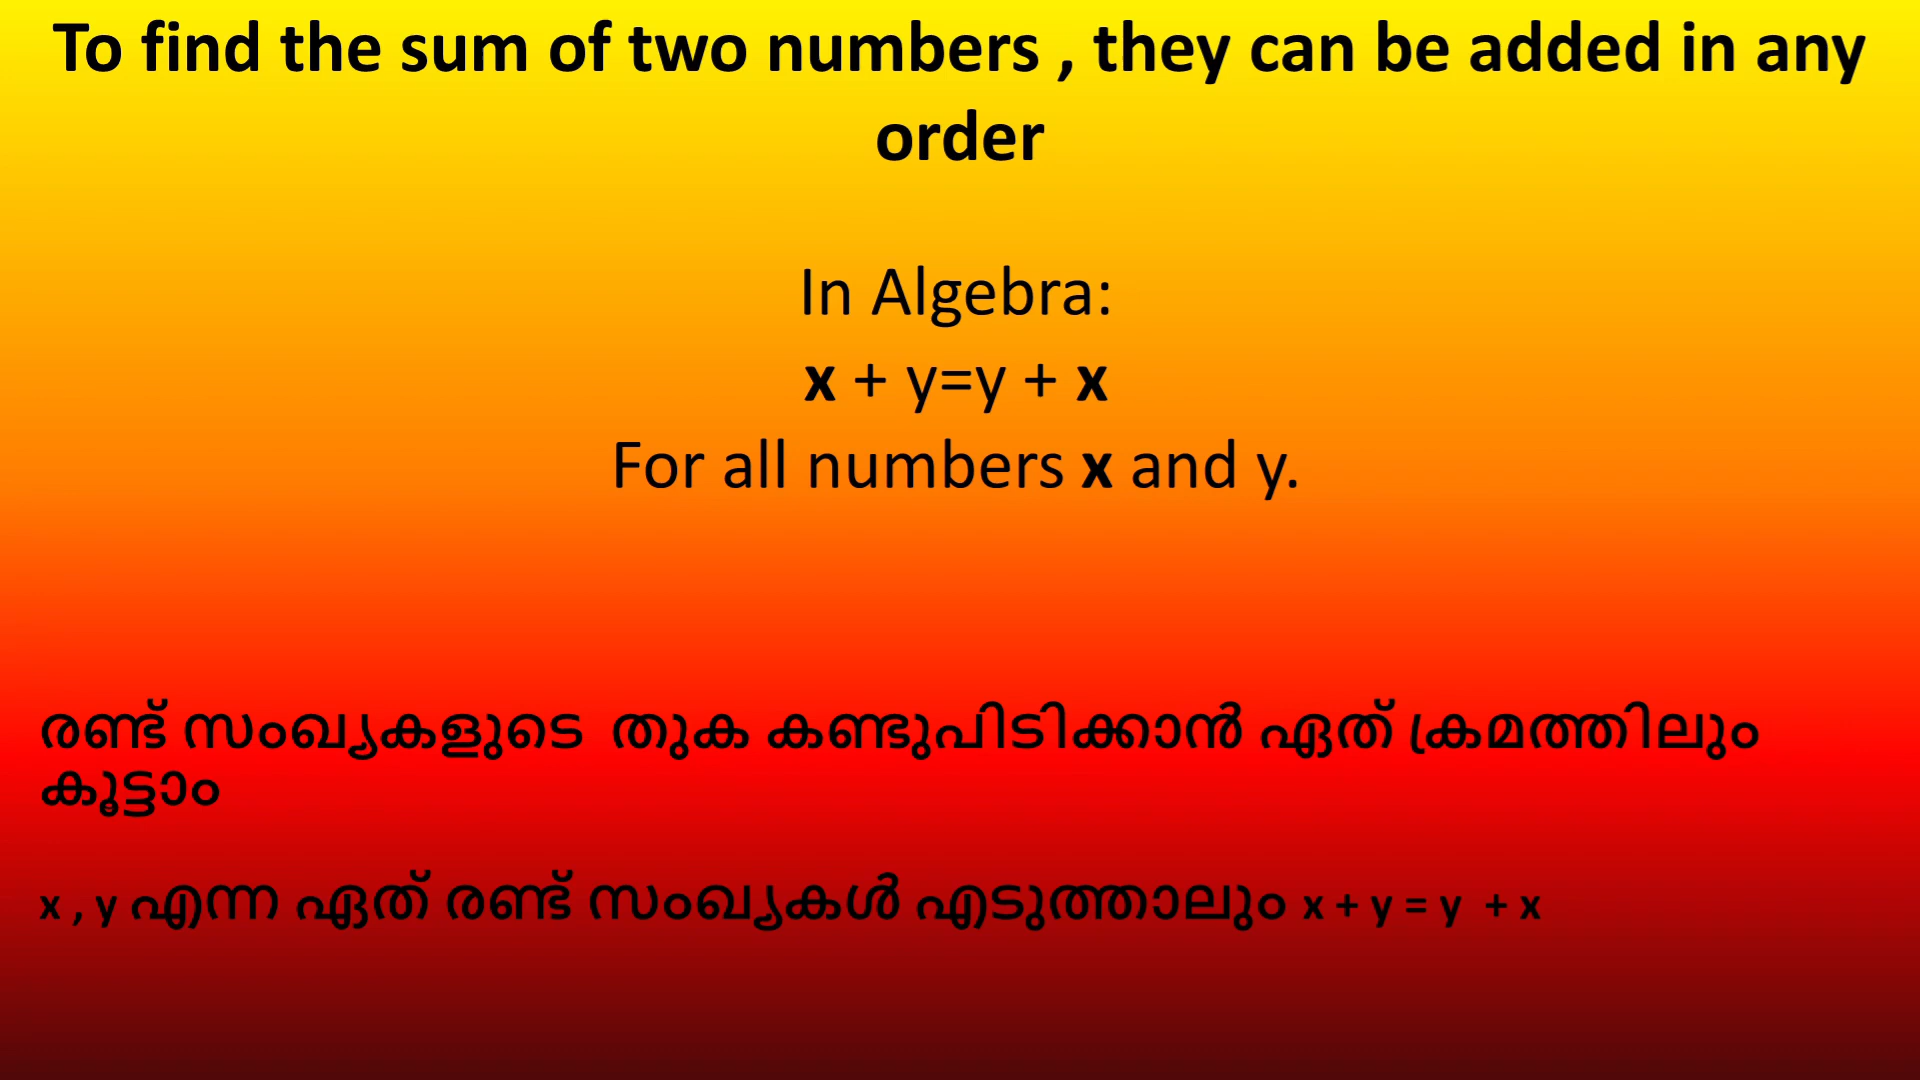 To find the sum of two numbers , they can be added in any
order
In Algebra:
x + y=y + x
For all numbers x and y.
രണ്ട് സംഖ്യകളുടെ  തുക കണ്ടുപിടിക്കാൻ ഏത് ക്രമത്തിലും
കൂട്ടാം
x , y എന്ന ഏത് രണ്ട് സംഖ്യകൾ എടുത്താലും x + y = y  + x